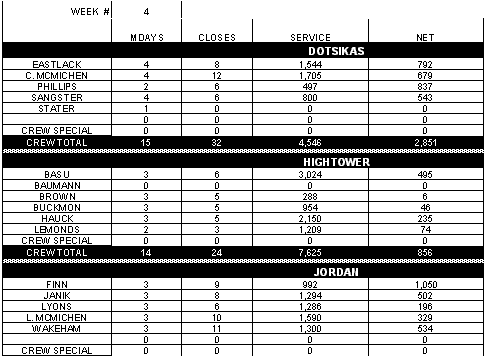 WEEK # 4
MDAYS CLOSES SERVICE NET
DOTSIKAS
EASTLACK 4 8 1,544 792
C. MCMICHEN 4 12 1,705 679
PHILLIPS 2 6 497 837
SANGSTER 4 6 800 543
STATER 1 0 0 0
0 0 0 0
CREW SPECIAL 0 0 0 0
CREW TOTAL 15 32 4,546 2,851
HIGHTOWER
BASU 3 6 3,024 495
BAUMANN 0 0 0 0
BROWN 3 5 288 6
BUCKMON 3 5 954 46
HAUCK 3 5 2,150 235
LEMONDS 2 3 1,209 74
CREW SPECIAL 0 0 0 0
CREW TOTAL 14 24 7,625 856
JORDAN
FINN 3 9 992 1,050
JANIK 3 8 1,294 502
LYONS 3 6 1,286 196
L. MCMICHEN 3 10 1,590 329
WAKEHAM 3 11 1,300 534
0 0 0 0
CREW SPECIAL 0 0 0 0